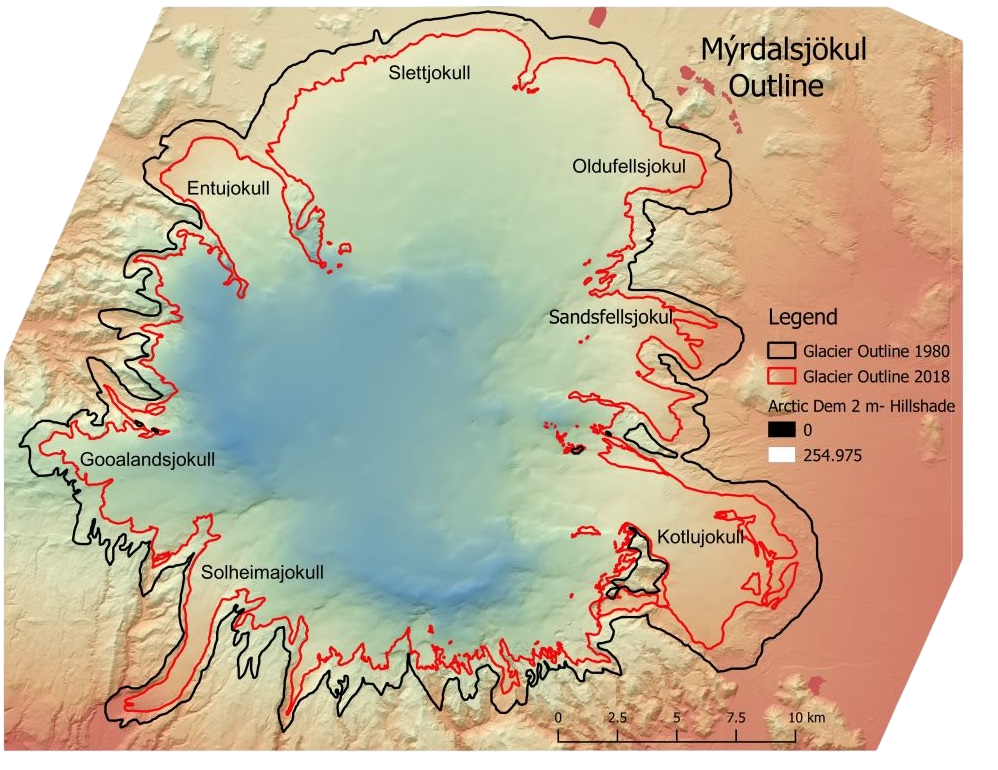 Mýrdalsjökul
Outline
Slettjokull
Oldufellsjokul
Entujokull
Sandsfellsjokul
Legend
Glacier Outline 1980
Glacier Outline 2018
Arctic Dem 2 m- Hillshade
0
254.975
Gooalandsjokull
Kotlujokull
Solheimajokull
0 2.5 5 7.5 10 km